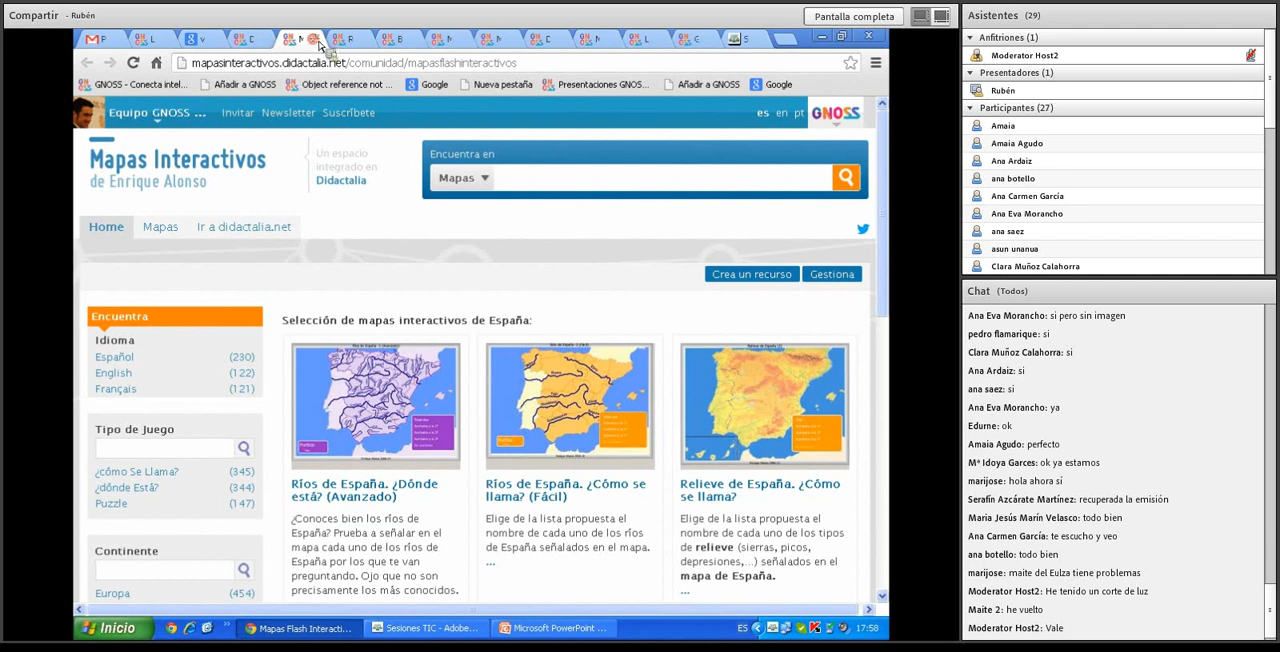 Compartir - Rubén
Pantalla completa
mapasinteractivos.didactalia.net/comunidad/mapasflashinteractivos
GNOSS - Conecta intel... Añadir a GNOSS Object reference not ... Google Nueva pestaña Presentaciones GNOSS... Añadir a GNOSS Google
Equipo GNOSS ... Invitar Newsletter Suscríbete es en pt GNOSS
Mapas Interactivos
de Enrique Alonso
Un espacio
integrado en
Didactalia
Encuentra en
Mapas
Home Mapas Ir a didactalia.net
Crea un recurso Gestiona
Encuentra
Idioma
Español (230)
English (122)
Français (121)
Tipo de Juego
¿cómo Se Llama? (345)
¿dónde Está? (344)
Puzzle (147)
Continente
Europa (454)
Selección de mapas interactivos de España:
Ríos de España. ¿Dónde
está? (Avanzado)
¿Conoces bien los ríos de
España? Prueba a señalar en el
mapa cada uno de los ríos de
España por los que te van
preguntando. Ojo que no son
precisamente los más conocidos.
Ríos de España. ¿Cómo se
llama? (Fácil)
Elige de la lista propuesta el
nombre de cada uno de los ríos
de España señalados en el mapa.
...
Relieve de España. ¿Cómo
se llama?
Elige de la lista propuesta el
nombre de cada uno de los tipos
de relieve (sierras, picos,
depresiones,...) señalados en el
mapa de España.
...
Inicio
Mapas Flash Interacti... Sesiones TIC - Adobe... Microsoft PowerPoint ... ES 17:58
Asistentes (29)
Anfitriones (1)
Moderator Host2
Presentadores (1)
Rubén
Participantes (27)
Amaia
Amaia Agudo
Ana Ardaiz
ana botello
Ana Carmen García
Ana Eva Morancho
ana saez
asun unanua
Clara Muñoz Calahorra
Chat (Todos)
Ana Eva Morancho: si pero sin imagen
pedro flamarique: si
Clara Muñoz Calahorra: si
Ana Ardaiz: si
ana saez: si
Ana Eva Morancho: ya
Edurne: ok
Amaia Agudo: perfecto
Mª Idoya Garces: ok ya estamos
marijose: hola ahora sí
Serafín Azcárate Martínez: recuperada la emisión
Maria Jesús Marín Velasco: todo bien
Ana Carmen García: te escucho y veo
ana botello: todo bien
marijose: maite del Eulza tiene problemas
Moderator Host2: He tenido un corte de luz
Maite 2: he vuelto
Moderator Host2: Vale